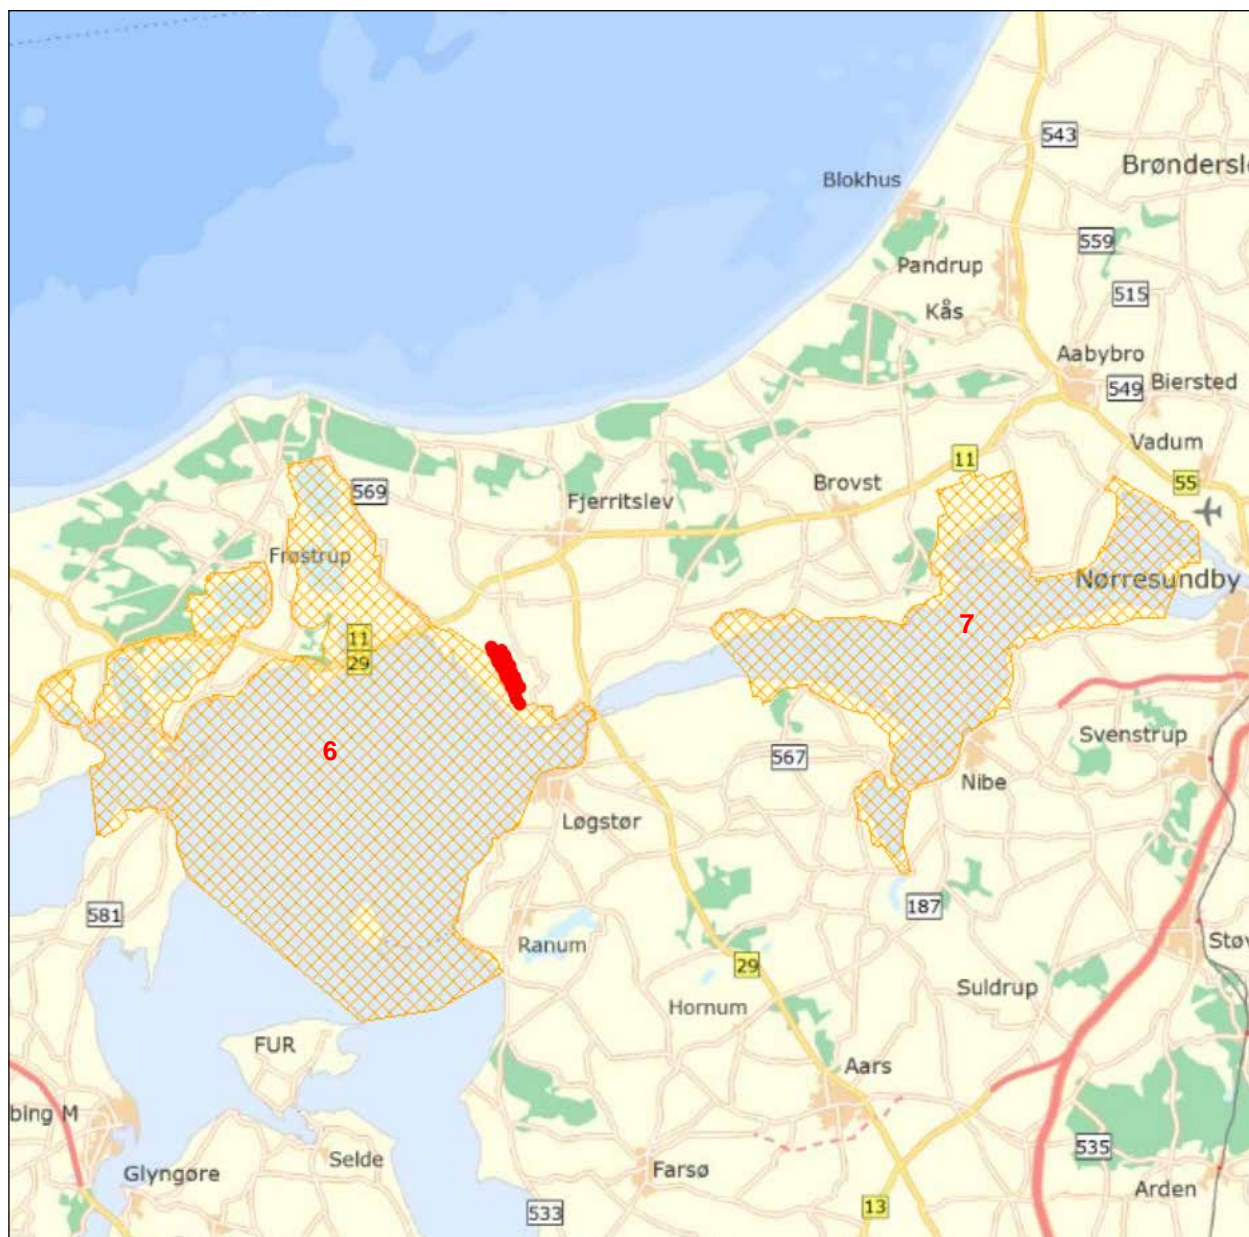 543
Brøndersle
Blokhus
559
Pandrup
515
Kås
Aabybro
549
Biersted
Vadum
11
569
Fjerritslev
Brovst
55
Frøstrup
Nørresundby
11
7
29
6
567
Svenstrup
Nibe
Løgstør
581
187
Ranum
Støv
29
Suldrup
Hornum
FUR
Aars
bing M
535
Selde
Glyngøre
Farsø
Arden
533
13